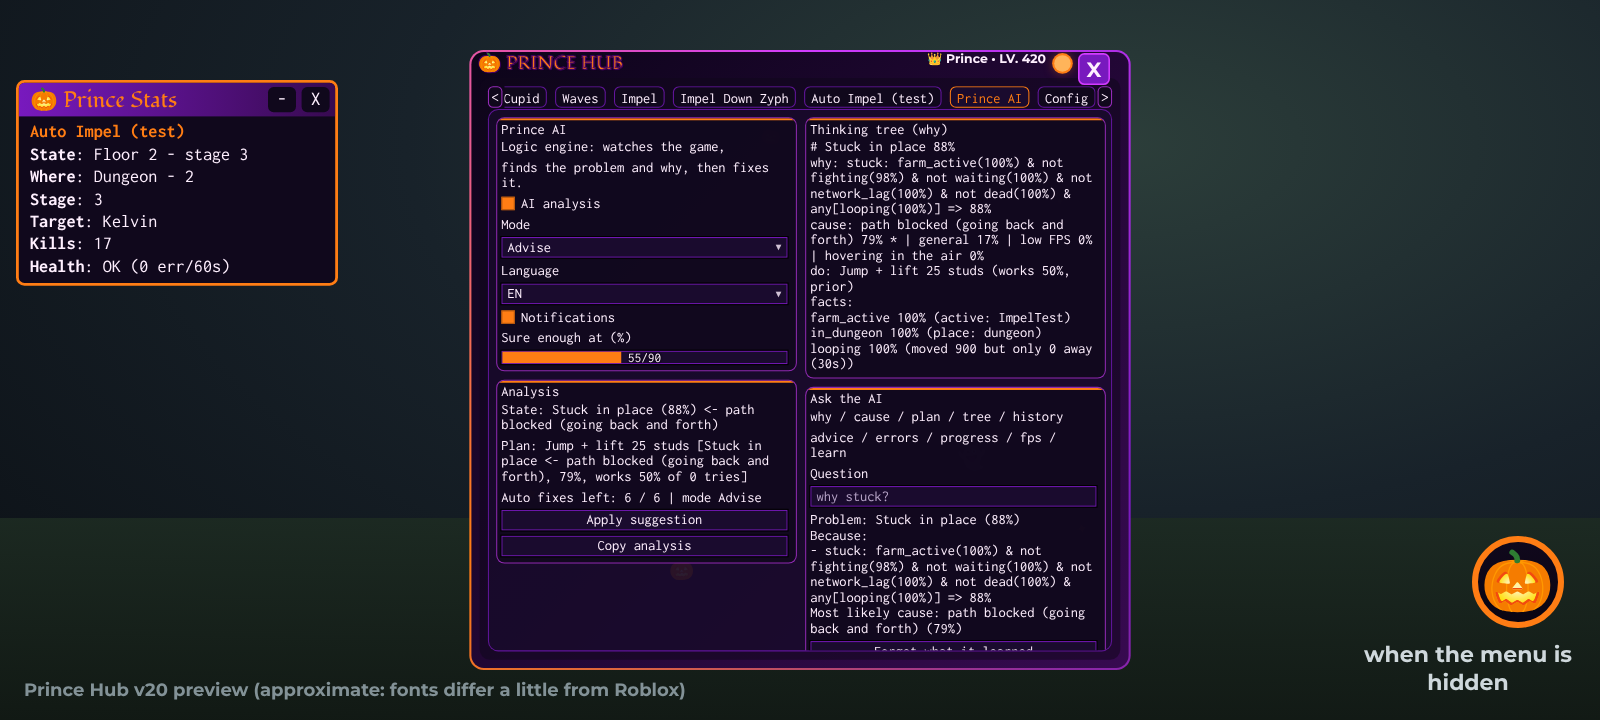 Prince Stats
-
X
Auto Impel (test)
State: Floor 2 - stage 3
Where: Dungeon - 2
Stage: 3
Target: Kelvin
Kills: 17
Health: OK (0 err/60s)
PRINCE HUB
Prince • LV. 420
X
<
Cupid
Waves
Impel
Impel Down Zyph
Auto Impel (test)
Prince AI
Config
>
Prince AI
Logic engine: watches the game,
finds the problem and why, then fixes
it.
AI analysis
Mode
Advise
Language
EN
Notifications
Sure enough at (%)
55/90
Analysis
State: Stuck in place (88%) <- path
blocked (going back and forth)
Plan: Jump + lift 25 studs [Stuck in
place <- path blocked (going back and
forth), 79%, works 50% of 0 tries]
Auto fixes left: 6 / 6 | mode Advise
Apply suggestion
Copy analysis
Thinking tree (why)
# Stuck in place 88%
why: stuck: farm_active(100%) & not
fighting(98%) & not waiting(100%) & not
network_lag(100%) & not dead(100%) &
any[looping(100%)] => 88%
cause: path blocked (going back and
forth) 79% * | general 17% | low FPS 0%
| hovering in the air 0%
do: Jump + lift 25 studs (works 50%,
prior)
facts:
farm_active 100% (active: ImpelTest)
in_dungeon 100% (place: dungeon)
looping 100% (moved 900 but only 0 away
(30s))
Ask the AI
why / cause / plan / tree / history
advice / errors / progress / fps /
learn
Question
why stuck?
Problem: Stuck in place (88%)
Because:
- stuck: farm_active(100%) & not
fighting(98%) & not waiting(100%) & not
network_lag(100%) & not dead(100%) &
any[looping(100%)] => 88%
Most likely cause: path blocked (going
back and forth) (79%)
Forget what it learned
when the menu is
hidden
Prince Hub v20 preview (approximate: fonts differ a little from Roblox)